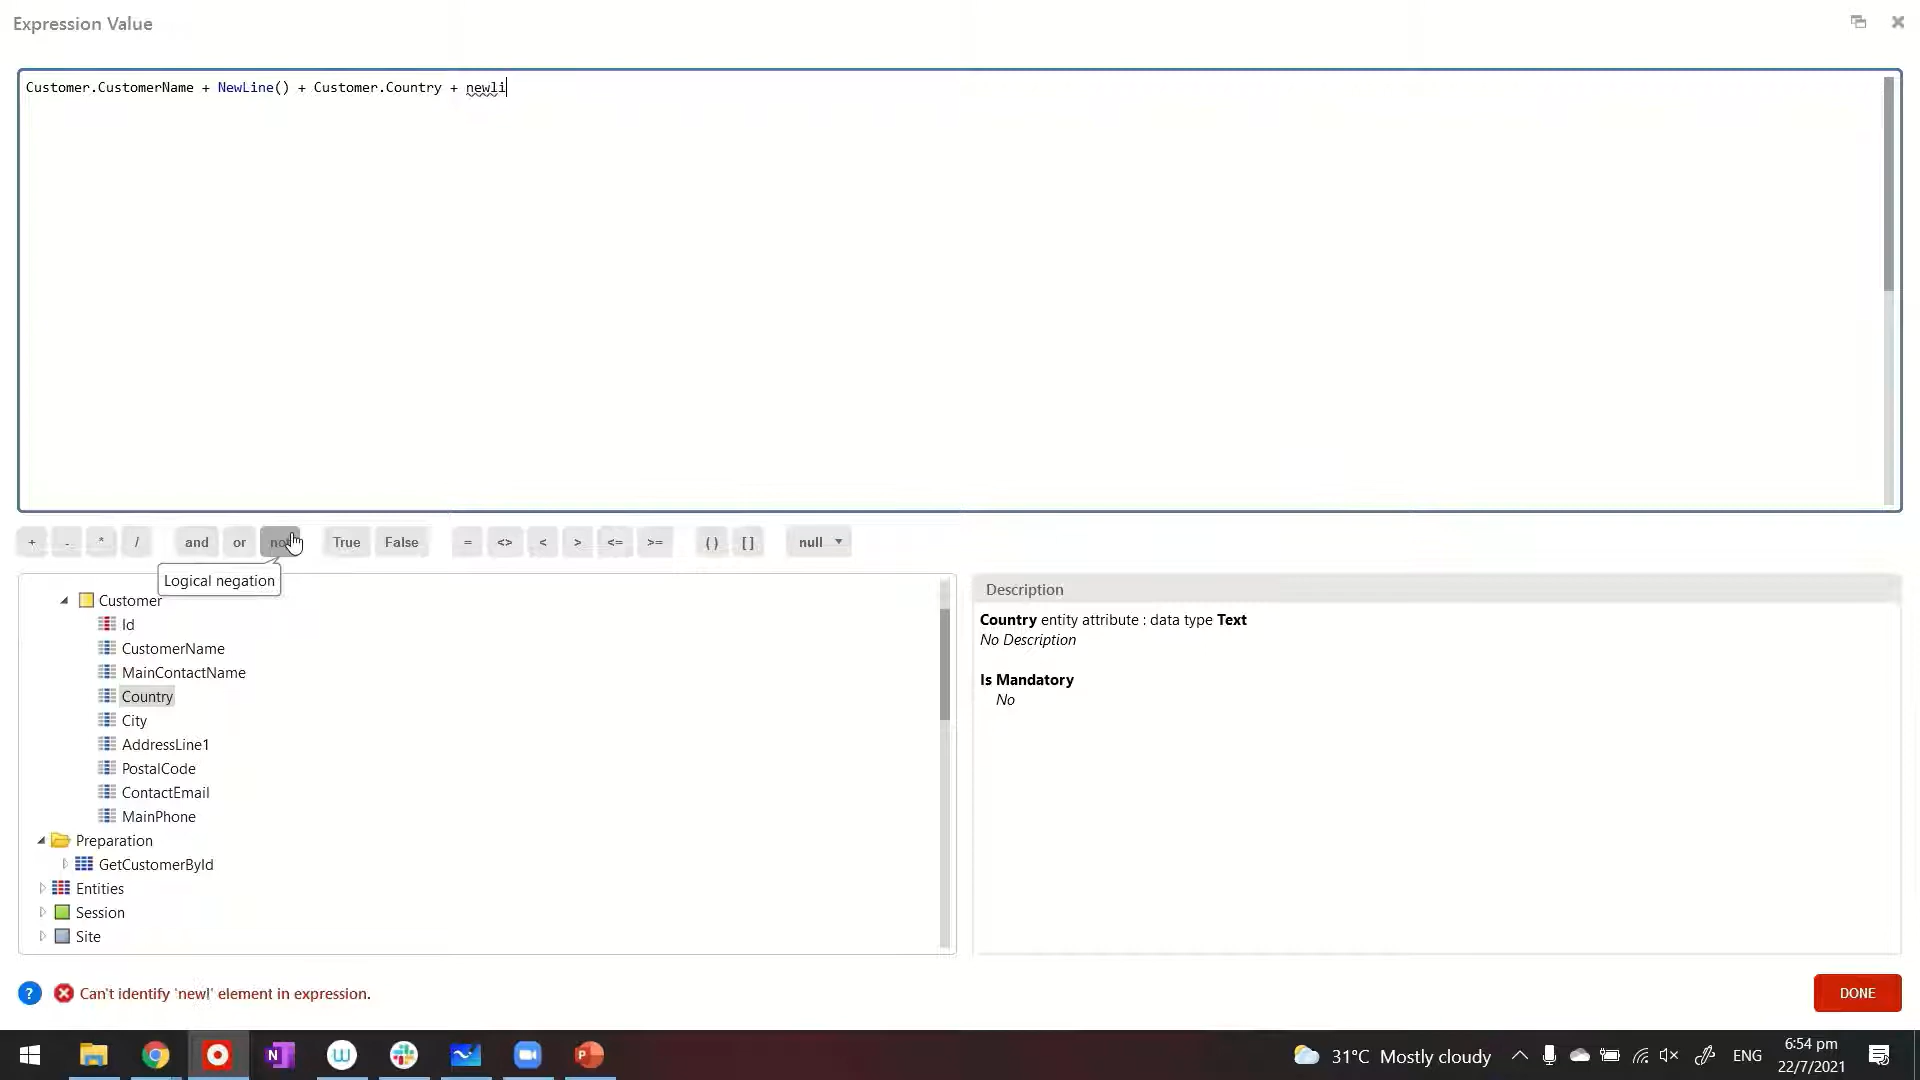 Expression Value
Customer.CustomerName + NewLine() + Customer.Country + newli
+ - * / and or not True False = <> < > <= >= ( ) [ ] null
Logical negation
Customer
Id
CustomerName
MainContactName
Country
City
AddressLine1
PostalCode
ContactEmail
MainPhone
Preparation
GetCustomerById
Entities
Session
Site
Description
Country entity attribute : data type Text
No Description
Is Mandatory
No
? Can't identify 'newl' element in expression.
DONE
31°C Mostly cloudy
ENG
6:54 pm
22/7/2021